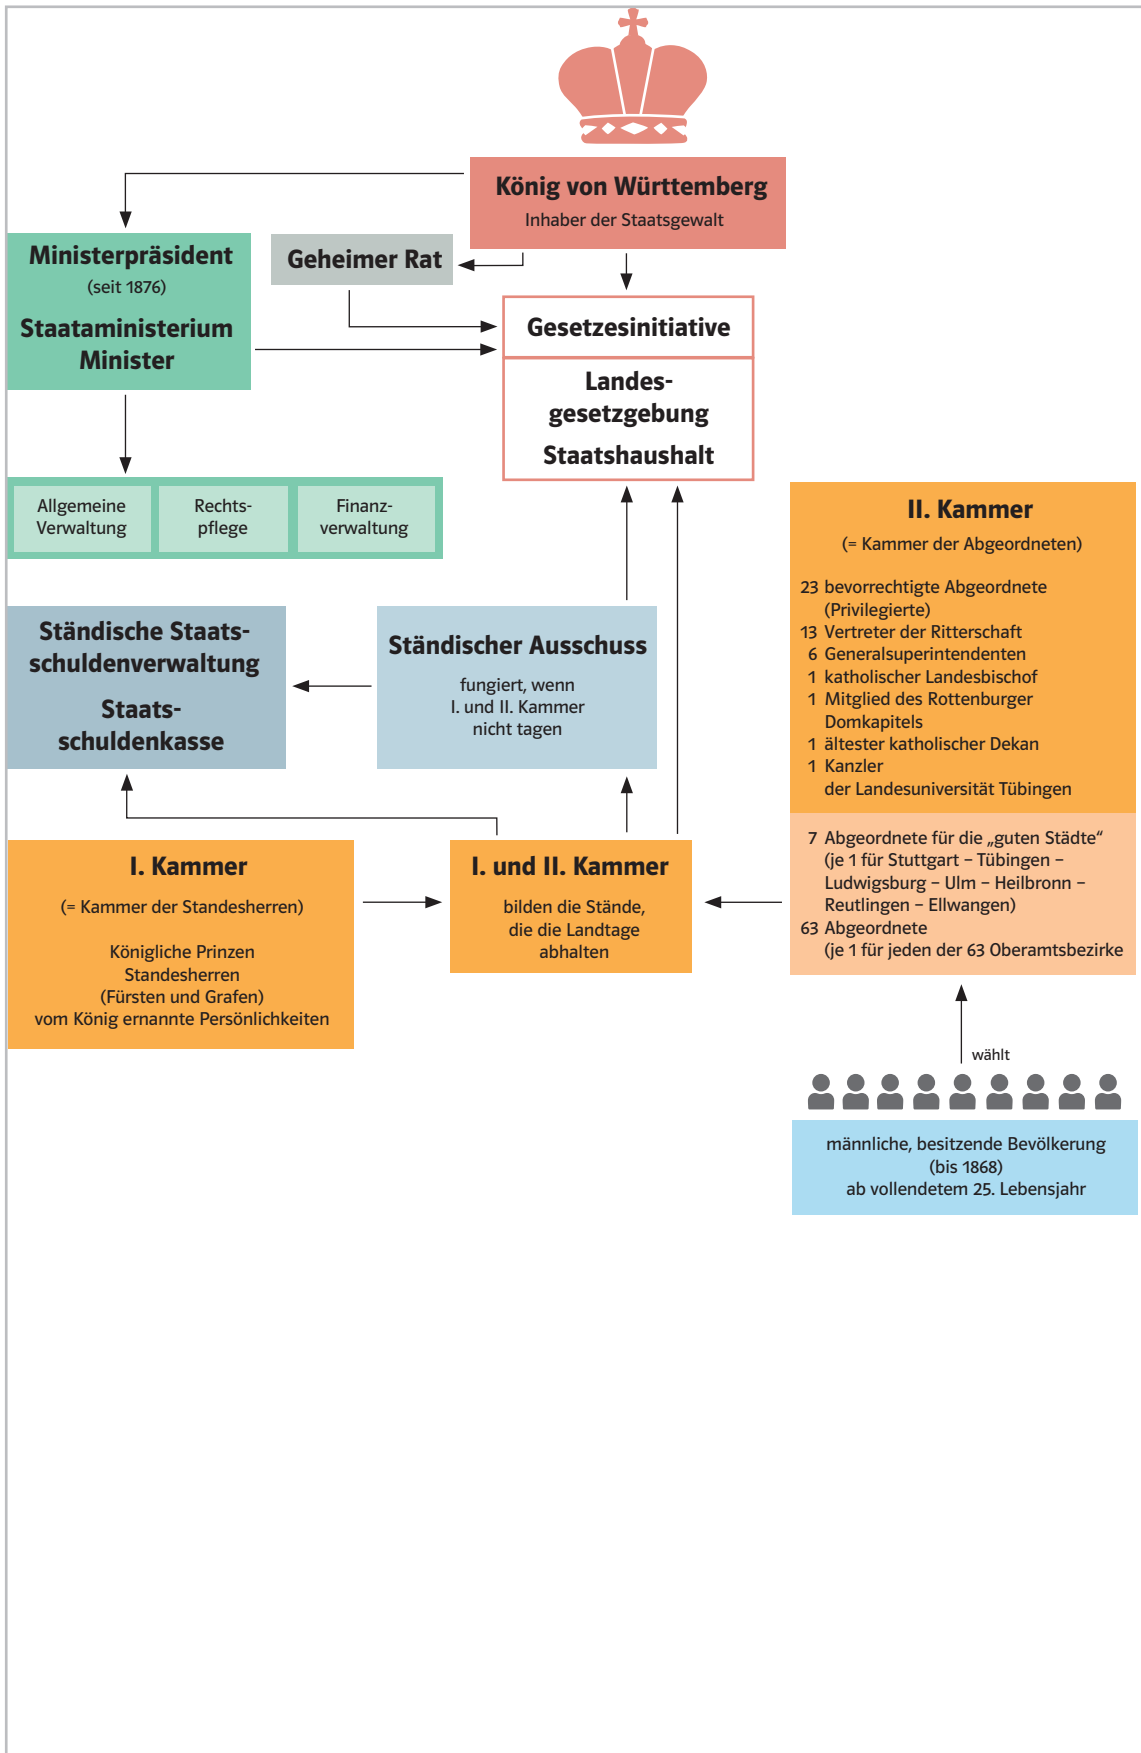 König von Württemberg
Inhaber der Staatsgewalt
Ministerpräsident
(seit 1876)
Staataministerium
Minister
Geheimer Rat
Gesetzesinitiative
Landes-
gesetzgebung
Staatshaushalt
Allgemeine
Verwaltung
Rechts-
pflege
Finanz-
verwaltung
II. Kammer
(= Kammer der Abgeordneten)
23 bevorrechtigte Abgeordnete
(Privilegierte)
13 Vertreter der Ritterschaft
6 Generalsuperintendenten
1 katholischer Landesbischof
1 Mitglied des Rottenburger
Domkapitels
1 ältester katholischer Dekan
1 Kanzler
der Landesuniversität Tübingen
7 Abgeordnete für die „guten Städte“
(je 1 für Stuttgart – Tübingen –
Ludwigsburg – Ulm – Heilbronn –
Reutlingen – Ellwangen)
63 Abgeordnete
(je 1 für jeden der 63 Oberamtsbezirke
Ständische Staats-
schuldenverwaltung
Staats-
schuldenkasse
Ständischer Ausschuss
fungiert, wenn
I. und II. Kammer
nicht tagen
I. Kammer
(= Kammer der Standesherren)
Königliche Prinzen
Standesherren
(Fürsten und Grafen)
vom König ernannte Persönlichkeiten
I. und II. Kammer
bilden die Stände,
die die Landtage
abhalten
wählt
männliche, besitzende Bevölkerung
(bis 1868)
ab vollendetem 25. Lebensjahr